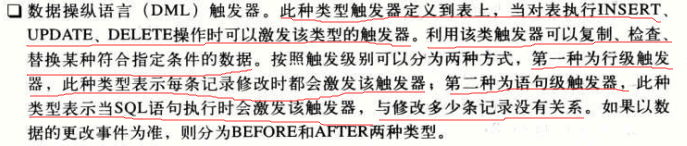 ❑ 数据操纵语言（DML）触发器。此种类型触发器定义到表上，当对表执行INSERT、
UPDATE、DELETE操作时可以激发该类型的触发器。利用该类触发器可以复制、检查、
替换某种符合指定条件的数据。按照触发级别可以分为两种方式，第一种为行级触发
器，此种类型表示每条记录修改时都会激发该触发器；第二种为语句级触发器，此种
类型表示当SQL语句执行时会激发该触发器，与修改多少条记录没有关系。如果以数
据的更改事件为准，则分为BEFORE和AFTER两种类型。